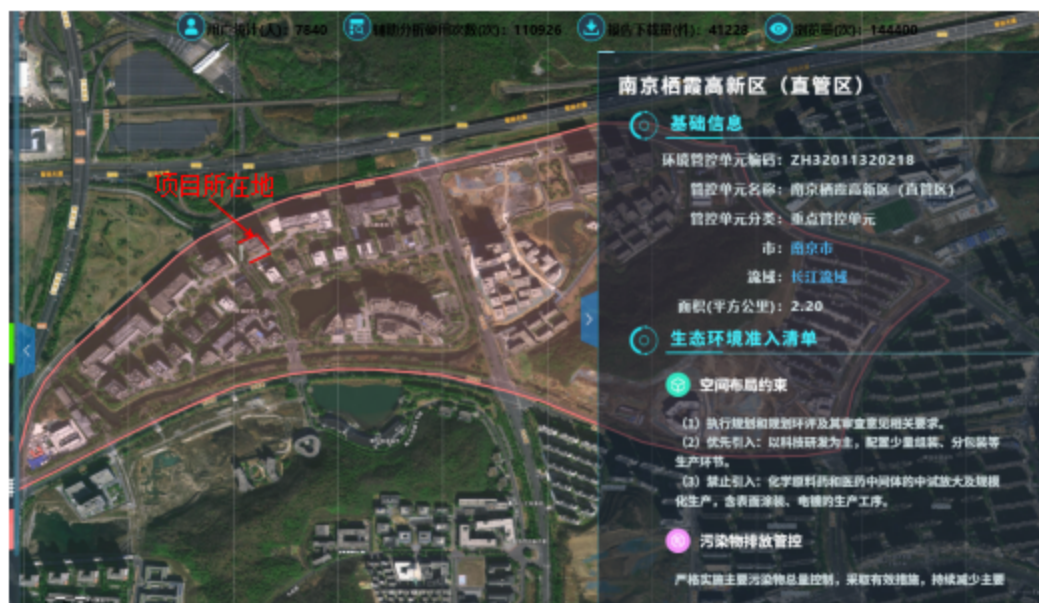 用户统计(人): 7840
辅助分析使用次数(次): 110926
报告下载量(件): 41228
浏览量(次): 144400
南京栖霞高新区（直管区）
基础信息
环境管控单元编码: ZH32011320218
管控单元名称: 南京栖霞高新区（直管区）
管控单元分类: 重点管控单元
市: 南京市
流域: 长江流域
面积(平方公里): 2.20
项目所在地
生态环境准入清单
空间布局约束
（1）执行规划和规划环评及其审查意见相关要求。
（2）优先引入：以科技研发为主，配置少量组装、分包装等
生产环节。
（3）禁止引入：化学原料药和医药中间体的中试放大及规模
化生产，含表面涂装、电镀的生产工序。
污染物排放管控
严格实施主要污染物总量控制，采取有效措施，持续减少主要